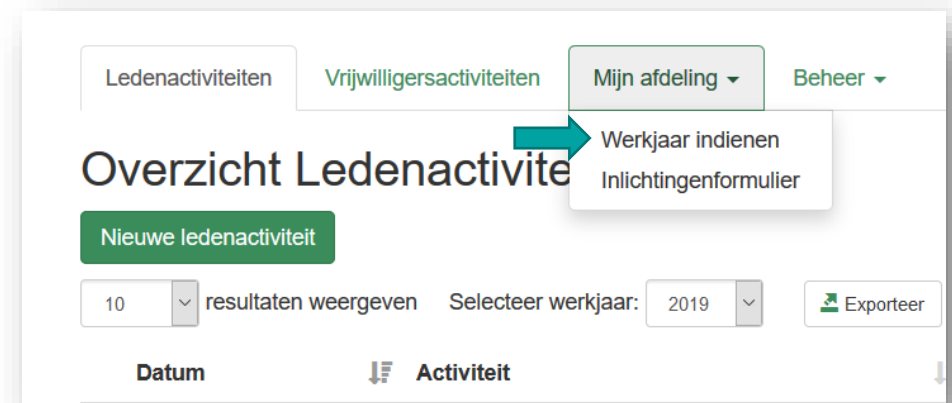 Ledenactiviteiten Vrijwilligersactiviteiten Mijn afdeling Beheer
Werkjaar indienen
Overzicht Ledenactivite
Inlichtingenformulier
Nieuwe ledenactiviteit
10 resultaten weergeven Selecteer werkjaar: 2019 Exporteer
Datum Activiteit